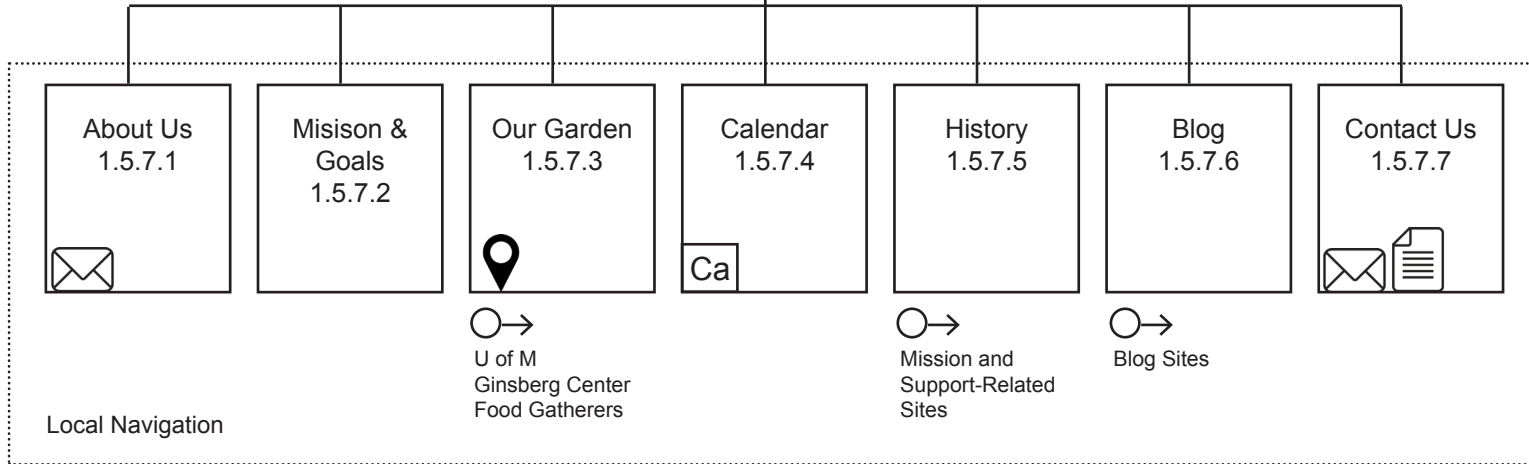 About Us
1.5.7.1
Misison &
Goals
1.5.7.2
Our Garden
1.5.7.3
Calendar
1.5.7.4
History
1.5.7.5
Blog
1.5.7.6
Contact Us
1.5.7.7
Ca
U of M
Ginsberg Center
Food Gatherers
Mission and
Support-Related
Sites
Blog Sites
Local Navigation